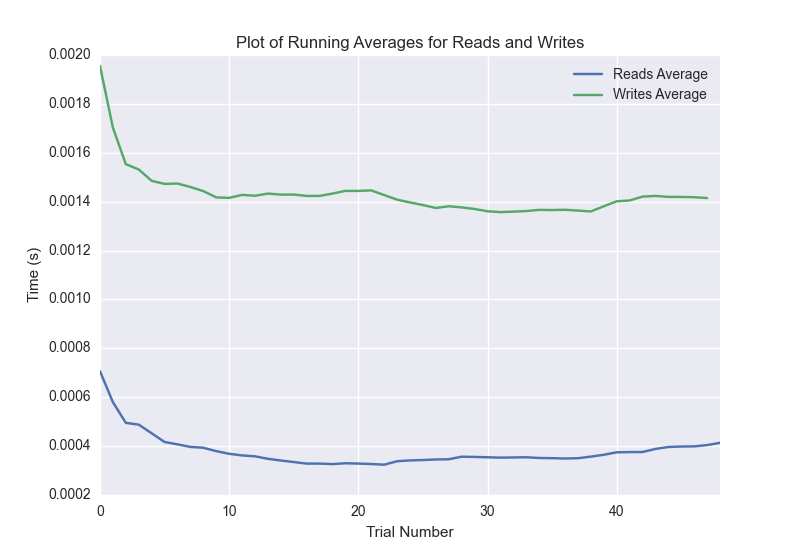 Plot of Running Averages for Reads and Writes
Reads Average
Writes Average
0.0020
0.0018
0.0016
0.0014
0.0012
0.0010
0.0008
0.0006
0.0004
0.0002
Time (s)
0 10 20 30 40
Trial Number